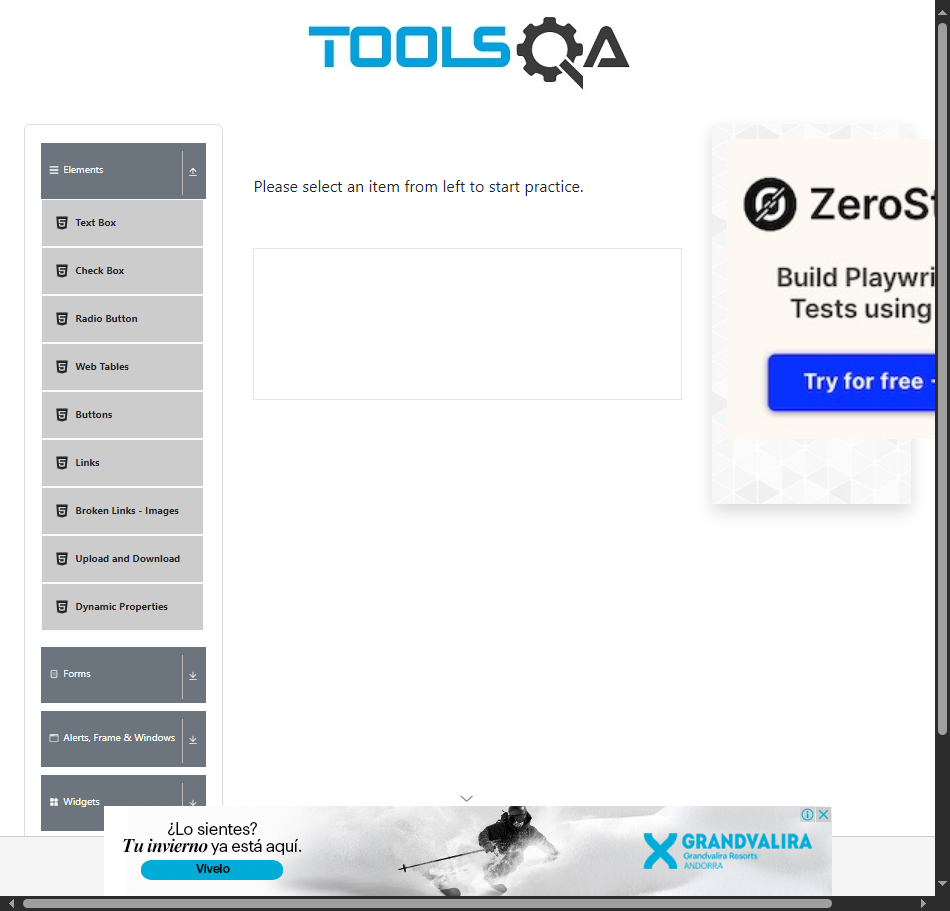 TOOLSQA
Elements
Text Box
Check Box
Radio Button
Web Tables
Buttons
Links
Broken Links - Images
Upload and Download
Dynamic Properties
Forms
Alerts, Frame & Windows
Widgets
Please select an item from left to start practice.
ZeroSt
Build Playwri
Tests using
Try for free
¿Lo sientes?
Tu invierno ya está aquí.
Vívelo
GRANDVALIRA
Grandvalira Resorts
ANDORRA